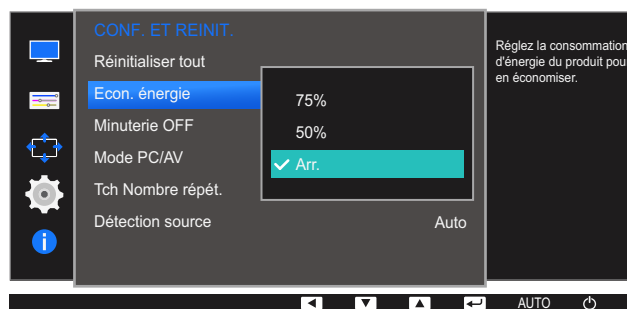 CONF. ET REINIT.
Réinitialiser tout
Econ. énergie
Minuterie OFF
Mode PC/AV
Tch Nombre répét.
Détection source
Auto
75%
50%
Arr.
Réglez la consommation
d'énergie du produit pour
en économiser.
AUTO